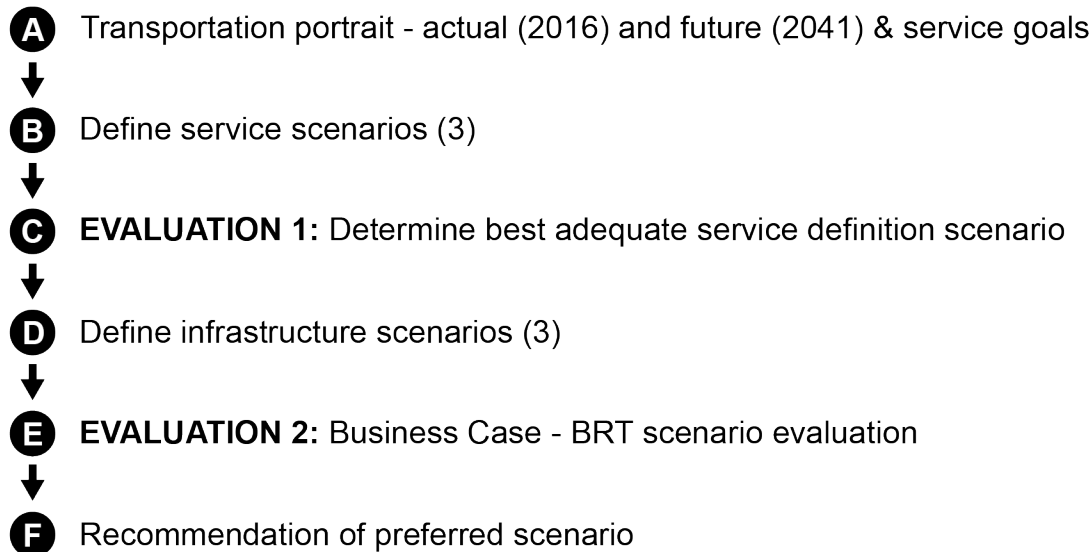 A Transportation portrait - actual (2016) and future (2041) & service goals
B Define service scenarios (3)
C EVALUATION 1: Determine best adequate service definition scenario
D Define infrastructure scenarios (3)
E EVALUATION 2: Business Case - BRT scenario evaluation
F Recommendation of preferred scenario